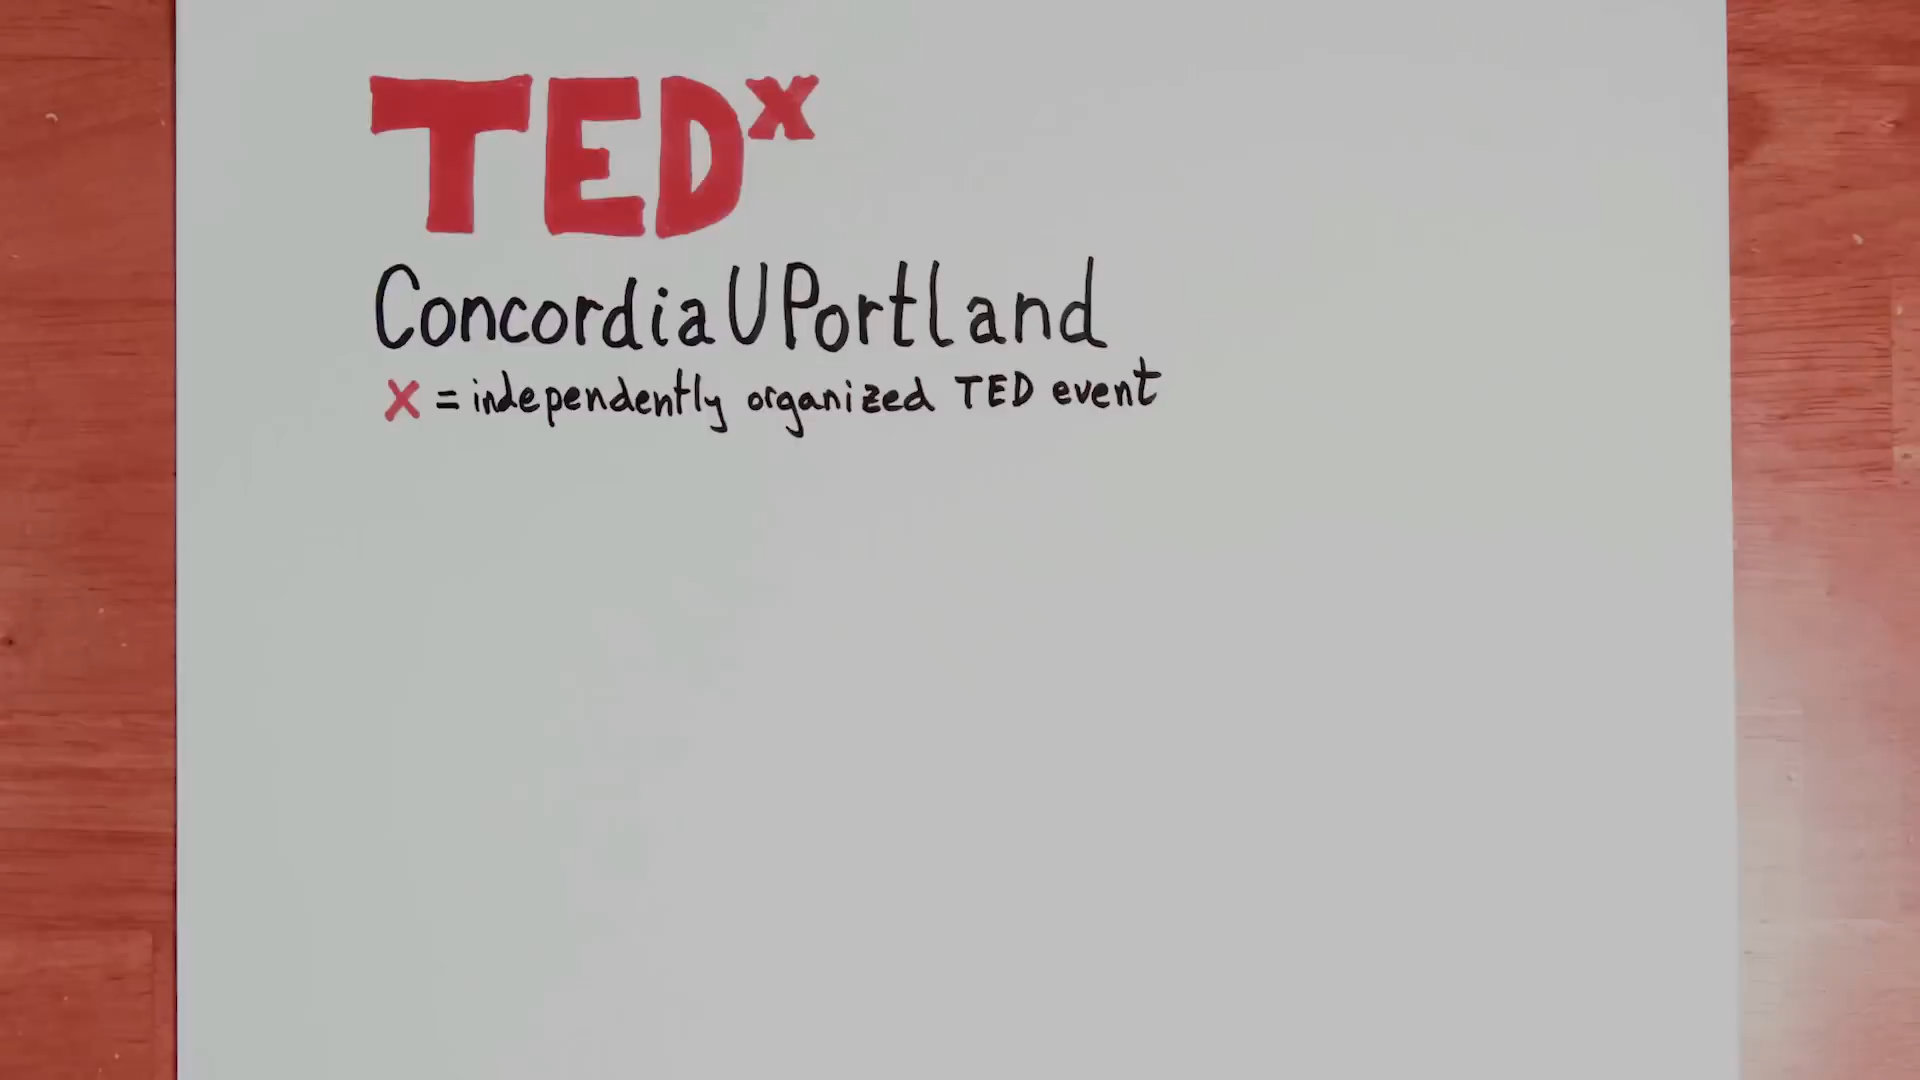 TEDx
ConcordiaUPortland
x = independently organized TED event